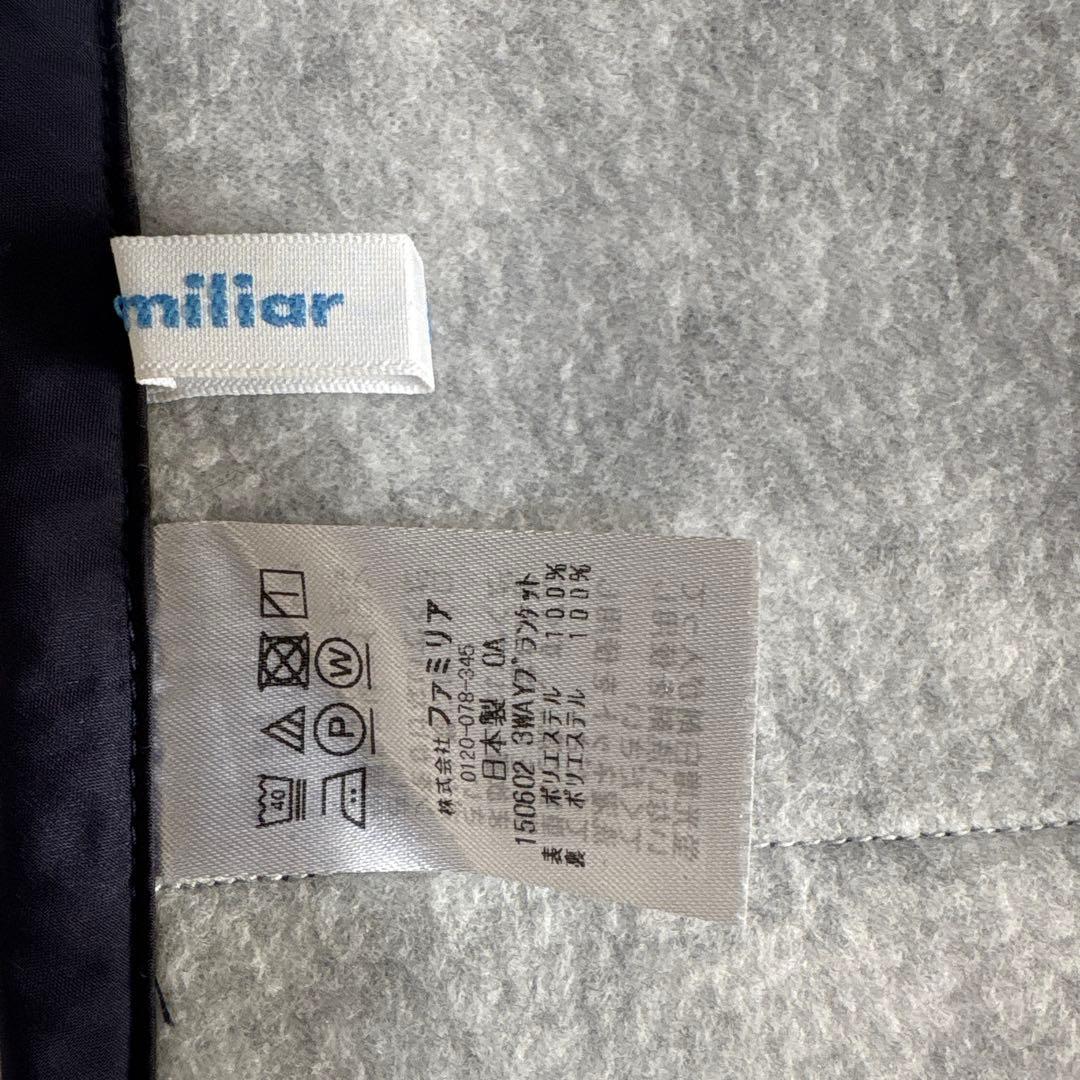 miliar
40
P W
株式会社ファミリア
0120-078-345
日本製 QA
150602 3WAYブランケット
表 ポリエステル 100%
裏 ポリエステル 100%